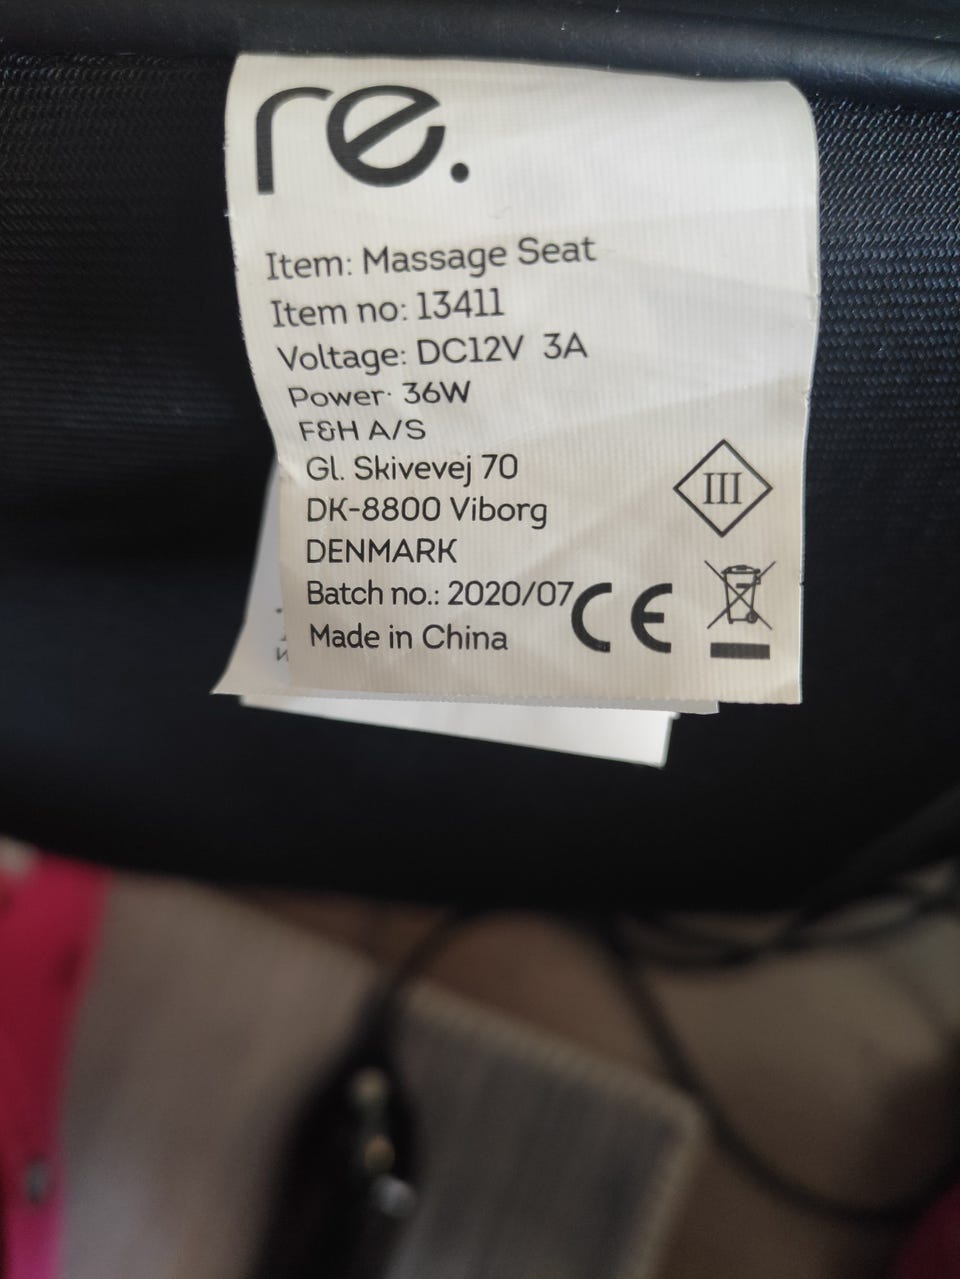 re.
Item: Massage Seat
Item no: 13411
Voltage: DC12V 3A
Power: 36W
F&H A/S
Gl. Skivevej 70
DK-8800 Viborg
DENMARK
Batch no.: 2020/07
Made in China
CE
III